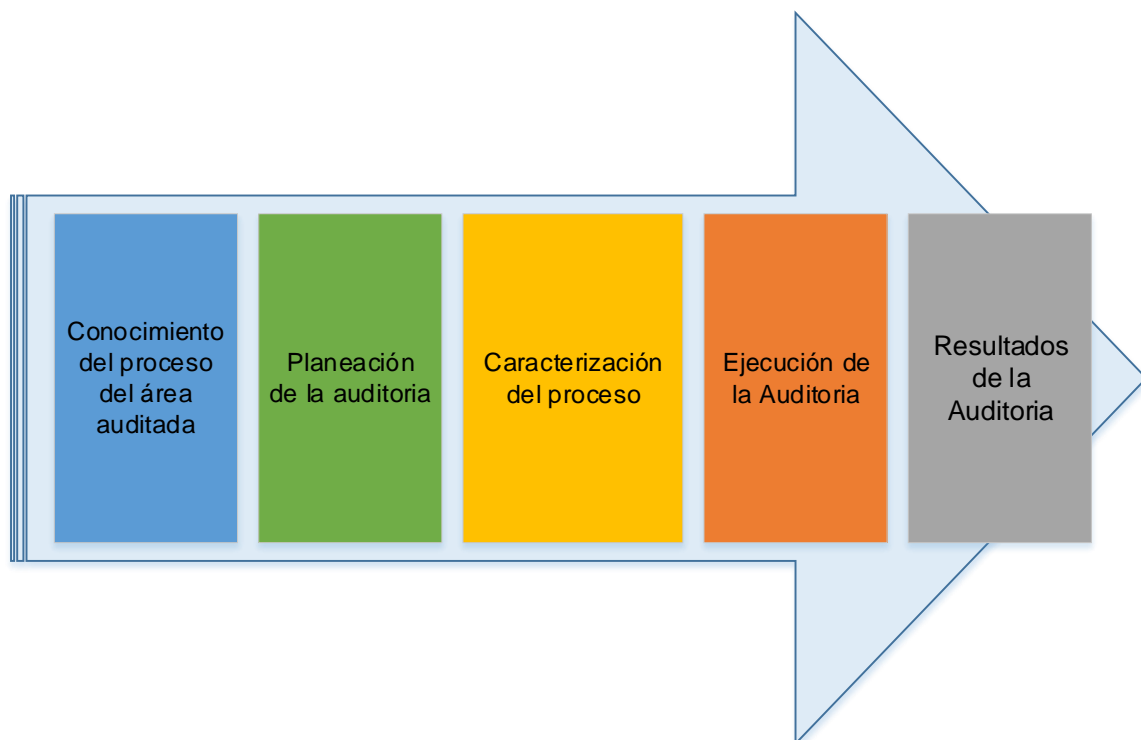 Conocimiento
del proceso
del área
auditada
Planeación
de la auditoria
Caracterización
del proceso
Ejecución de
la Auditoria
Resultados
de la
Auditoria